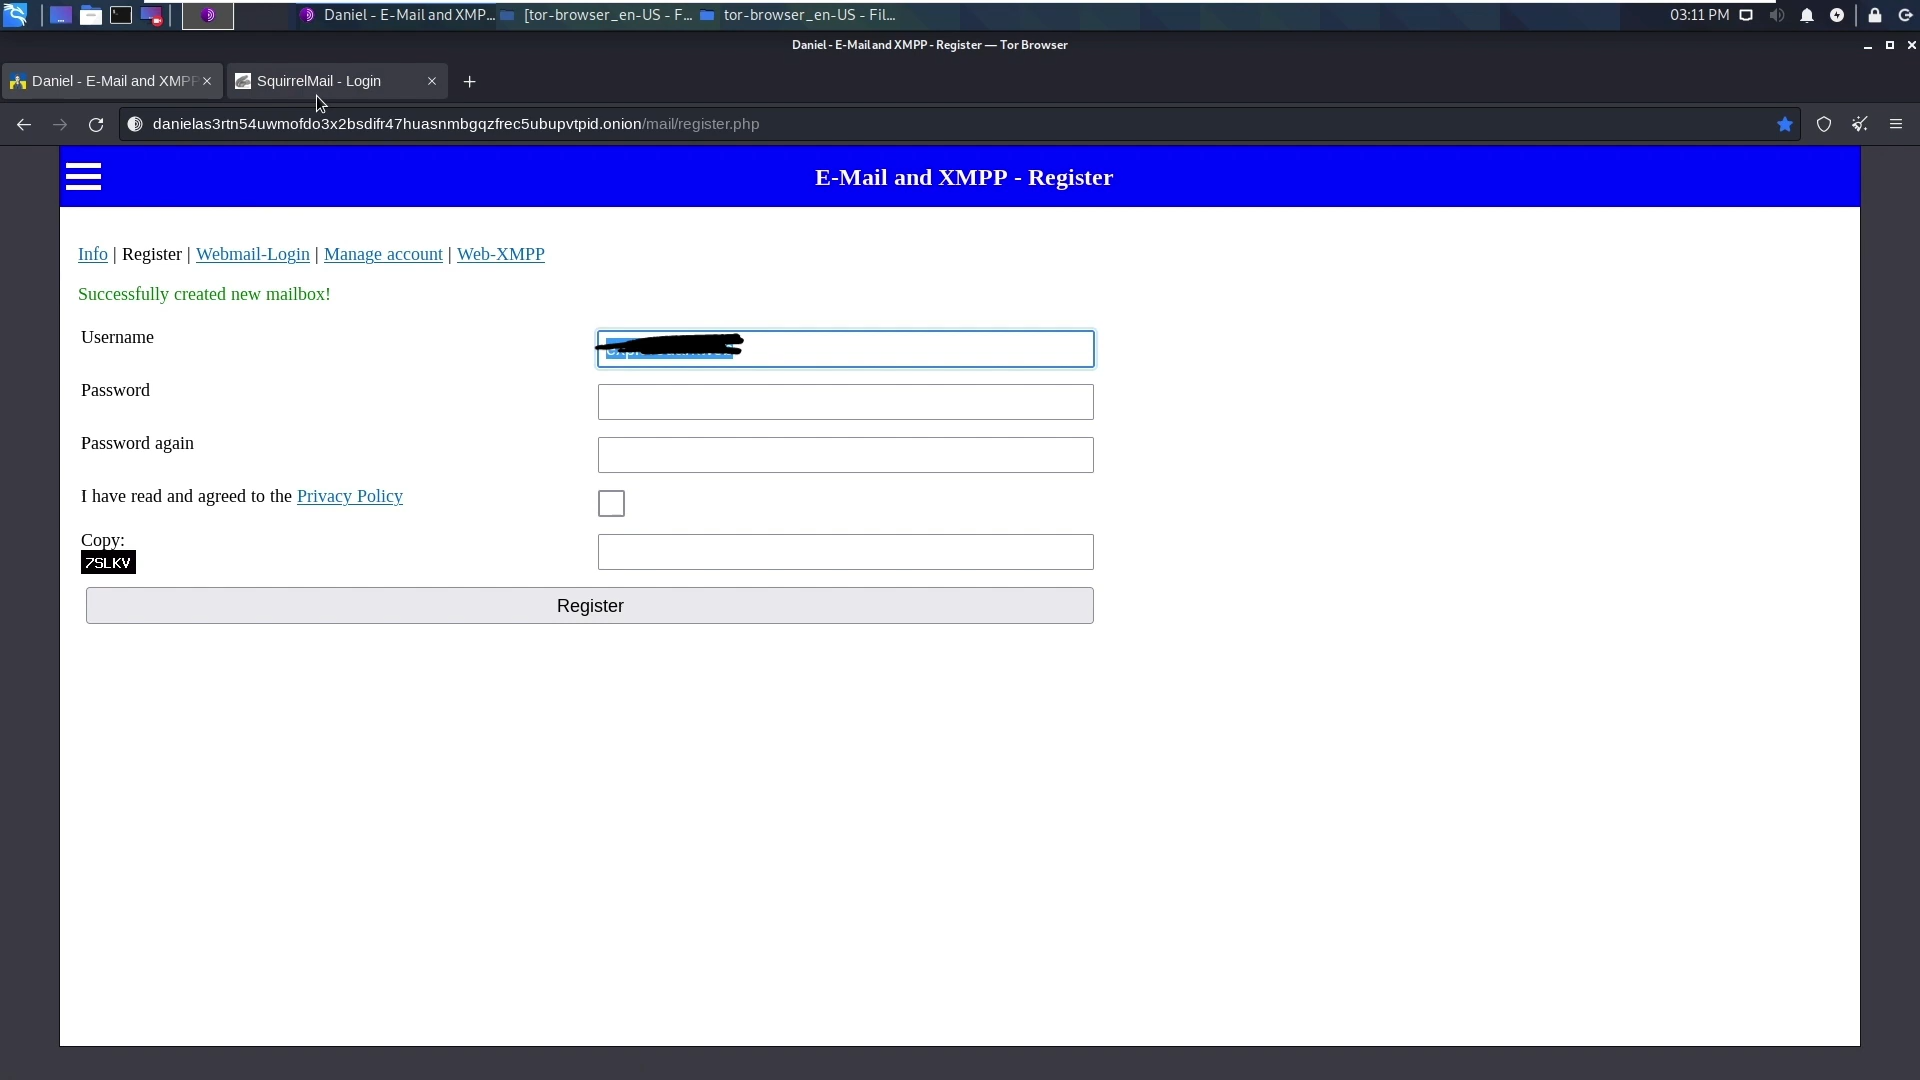 Daniel - E-Mail and XMP... [tor-browser_en-US - F... tor-browser_en-US - Fil... 03:11 PM
Daniel - E-Mail and XMPP - Register — Tor Browser
Daniel - E-Mail and XMPP SquirrelMail - Login
danielas3rtn54uwmofdo3x2bsdifr47huasnmbgqzfrec5ubupvtpid.onion/mail/register.php
E-Mail and XMPP - Register
Info | Register | Webmail-Login | Manage account | Web-XMPP
Successfully created new mailbox!
Username
Password
Password again
I have read and agreed to the Privacy Policy
Copy:
7SLKV
Register